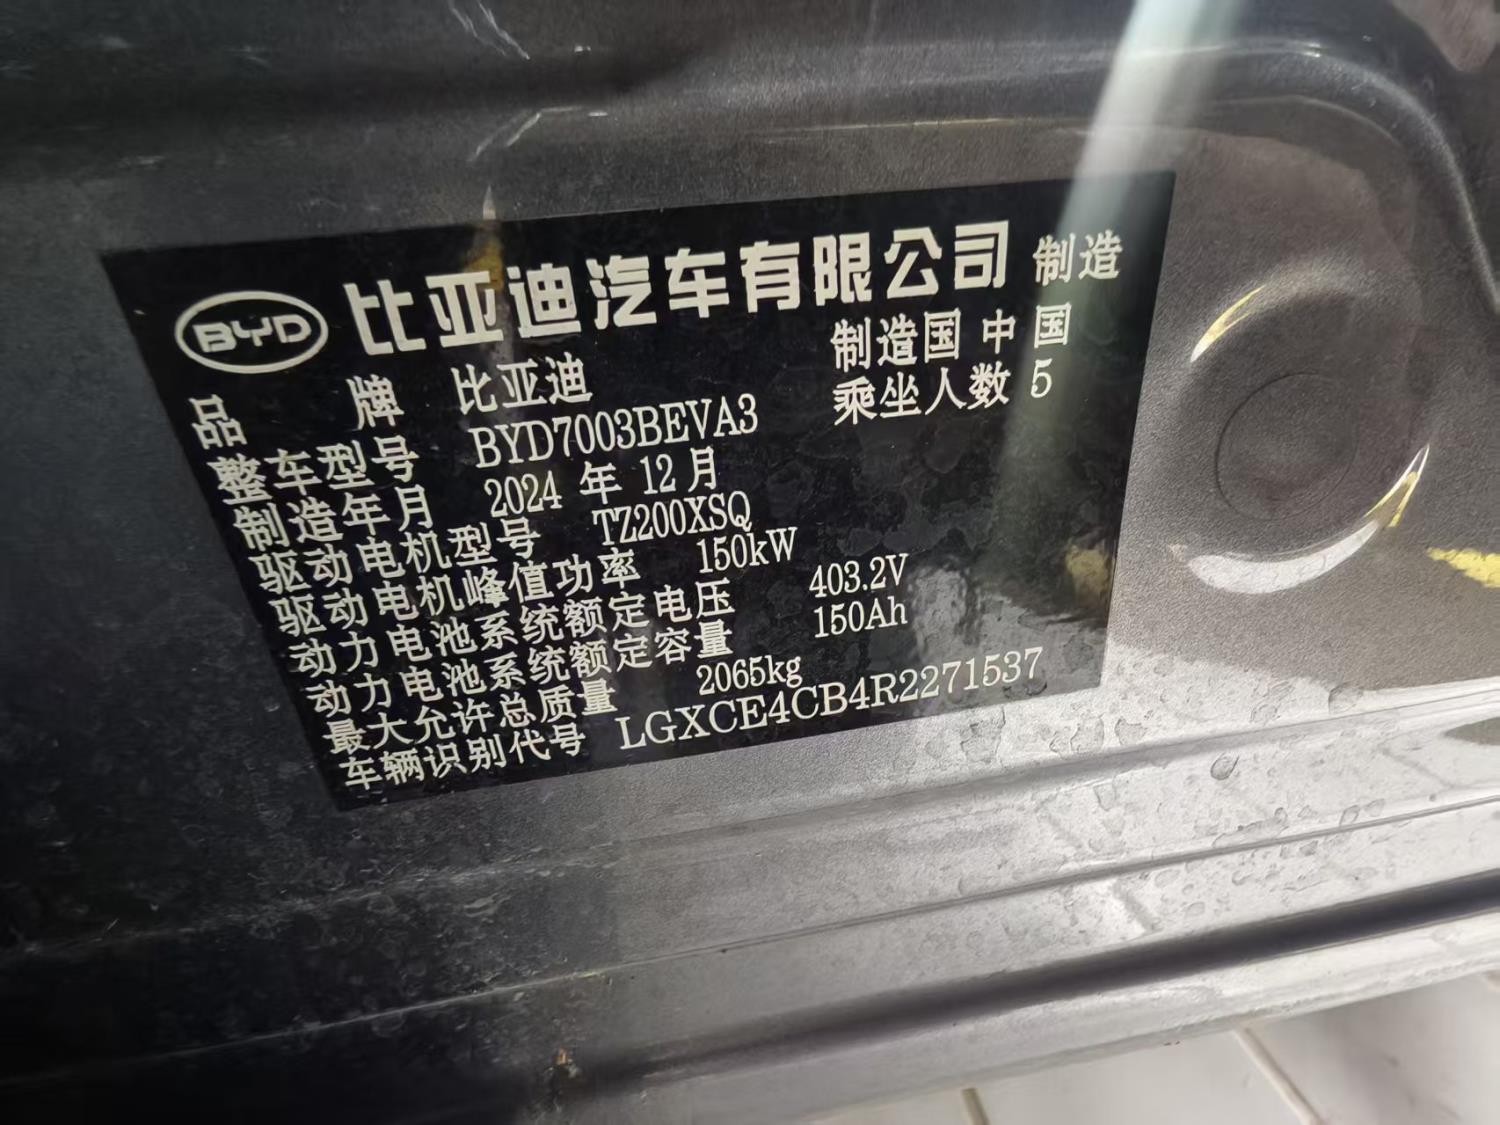 BYD 比亚迪汽车有限公司 制造
品牌 比亚迪 制造国 中国
整车型号 BYD7003BEVA3 乘坐人数 5
制造年月 2024 年 12 月
驱动电机型号 TZ200XSQ
驱动电机峰值功率 150kW
动力电池系统额定电压 403.2V
动力电池系统额定容量 150Ah
最大允许总质量 2065kg
车辆识别代号 LGXCE4CB4R2271537